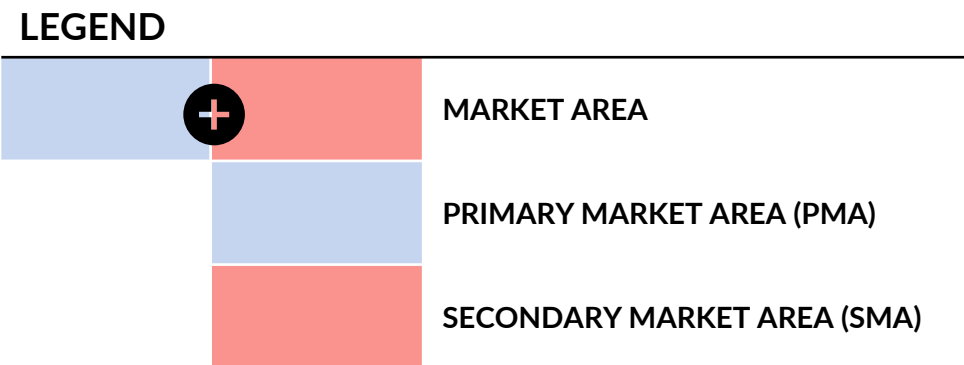 LEGEND
+
MARKET AREA
PRIMARY MARKET AREA (PMA)
SECONDARY MARKET AREA (SMA)